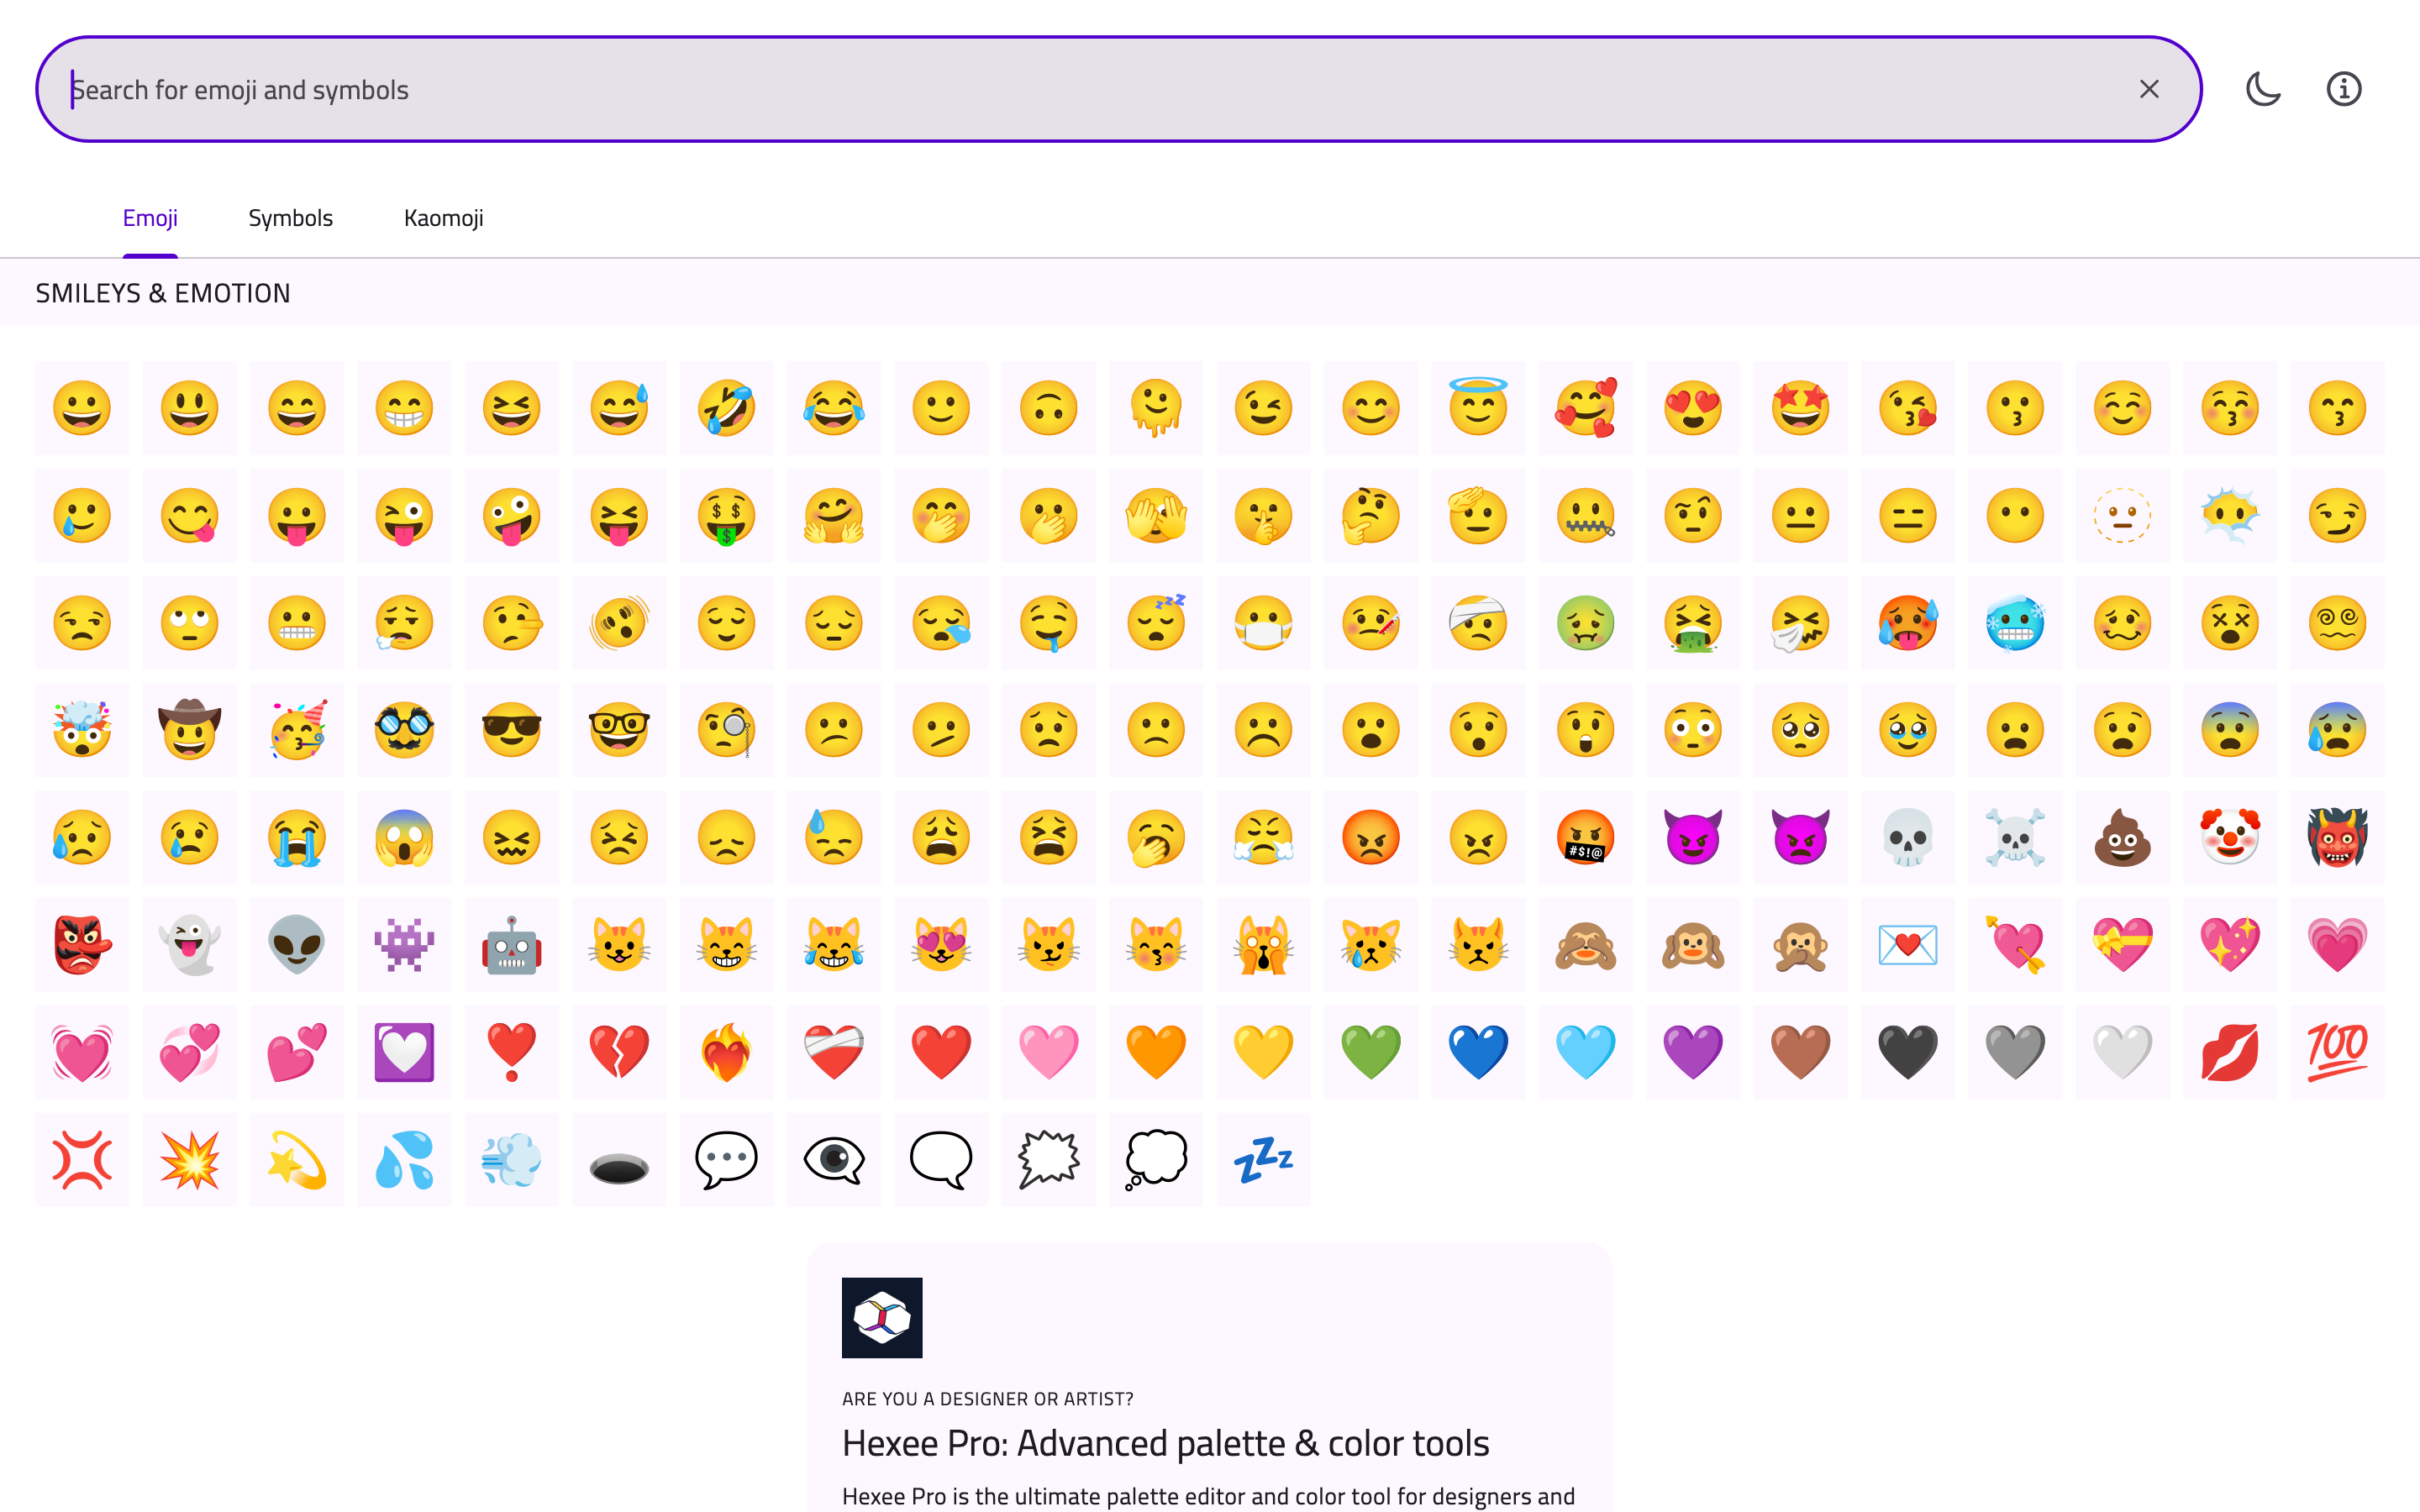 Search for emoji and symbols
Emoji Symbols Kaomoji
SMILEYS & EMOTION
#$!@
100
ARE YOU A DESIGNER OR ARTIST?
Hexee Pro: Advanced palette & color tools
Hexee Pro is the ultimate palette editor and color tool for designers and